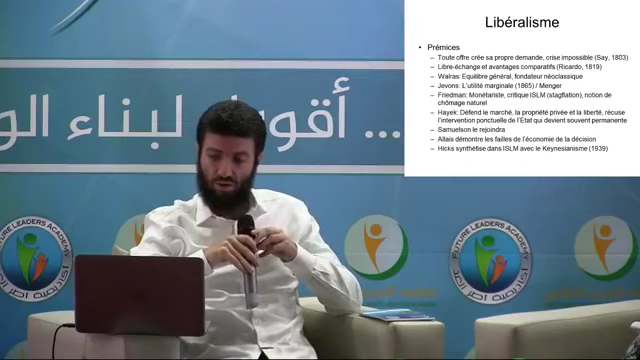 Libéralisme
• Prémices
– Toute offre crée sa propre demande, crise impossible (Say, 1803)
– Libre-échange et avantages comparatifs (Ricardo, 1819)
– Walras: Equilibre général, fondateur néoclassique
– Jevons: L'utilité marginale (1865) / Menger
– Friedman: Monétariste, critique ISLM (stagflation), notion de
chômage naturel
– Hayek: Défend le marché, la propriété privée et la liberté, récuse
l'intervention ponctuelle de l'Etat qui devient souvent permanente
– Samuelson le rejoindra
– Allais démontre les failles de l'économie de la décision
– Hicks synthétise dans ISLM avec le Keynesianisme (1939)
... أقوياء لبناء
FUTURE LEADERS ACADEMY
FUTURE LEADERS ACADEMY